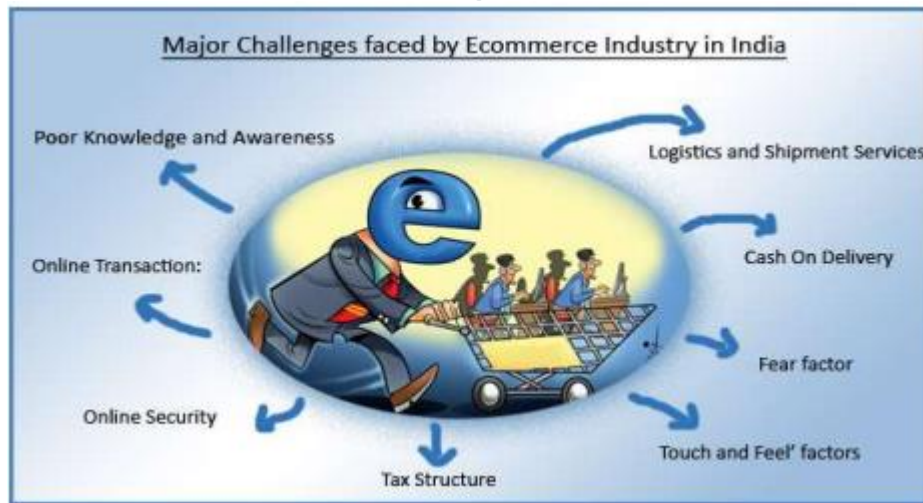 Major Challenges faced by Ecommerce Industry in India
Poor Knowledge and Awareness
Logistics and Shipment Services
Online Transaction:
Cash On Delivery
Fear factor
Online Security
Touch and Feel' factors
Tax Structure